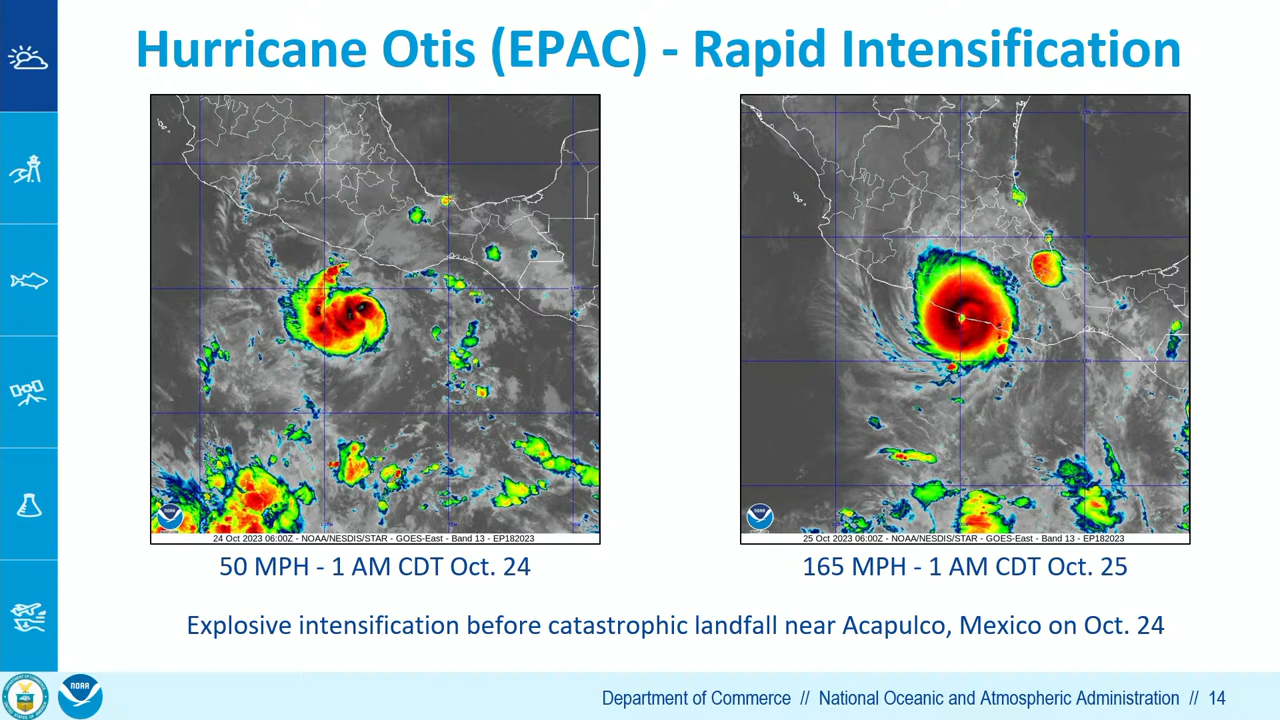 Hurricane Otis (EPAC) - Rapid Intensification
NOAA
24 Oct 2023 06:00Z - NOAA/NESDIS/STAR - GOES-East - Band 13 - EP182023
NOAA
25 Oct 2023 06:00Z - NOAA/NESDIS/STAR - GOES-East - Band 13 - EP182023
50 MPH - 1 AM CDT Oct. 24
165 MPH - 1 AM CDT Oct. 25
Explosive intensification before catastrophic landfall near Acapulco, Mexico on Oct. 24
NOAA
Department of Commerce // National Oceanic and Atmospheric Administration // 14